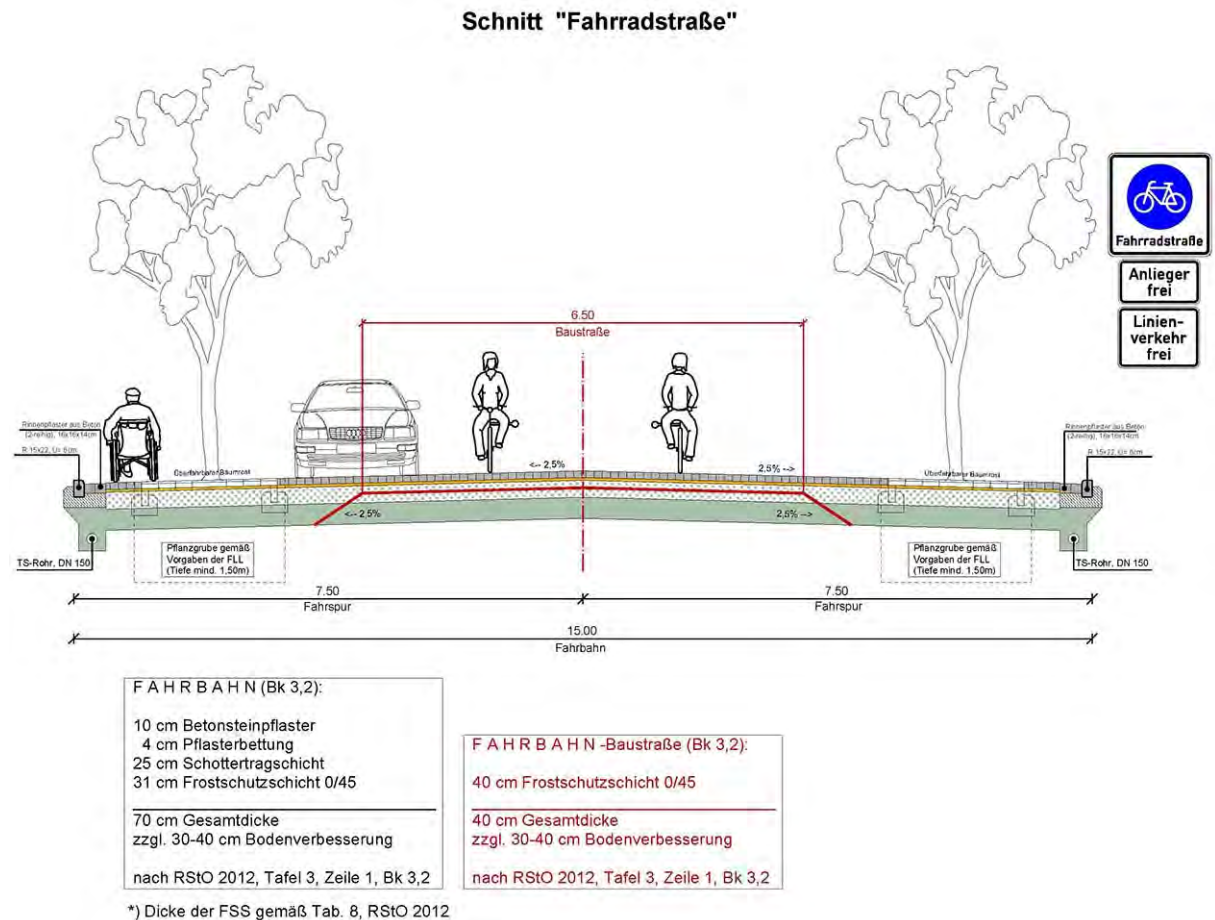 Schnitt "Fahrradstraße"
Fahrradstraße
Anlieger
frei
Linien-
verkehr
frei
6.50
Baustraße
Rinnenpflaster aus Beton
(2-reihig), 16x16x14cm
R 15x22, Ü= 6cm
Überfahrbarer Baumrost
<-- 2,5%
2,5% -->
Überfahrbarer Baumrost
Rinnenpflaster aus Beton
(2-reihig), 16x16x14cm
R 15x22, Ü= 6cm
<-- 2,5%
2,5% -->
TS-Rohr, DN 150
Pflanzgrube gemäß
Vorgaben der FLL
(Tiefe mind. 1,50m)
Pflanzgrube gemäß
Vorgaben der FLL
(Tiefe mind. 1,50m)
TS-Rohr, DN 150
7.50
Fahrspur
7.50
Fahrspur
15.00
Fahrbahn
F A H R B A H N (Bk 3,2):
10 cm Betonsteinpflaster
4 cm Pflasterbettung
25 cm Schottertragschicht
31 cm Frostschutzschicht 0/45
70 cm Gesamtdicke
zzgl. 30-40 cm Bodenverbesserung
nach RStO 2012, Tafel 3, Zeile 1, Bk 3,2
F A H R B A H N -Baustraße (Bk 3,2):
40 cm Frostschutzschicht 0/45
40 cm Gesamtdicke
zzgl. 30-40 cm Bodenverbesserung
nach RStO 2012, Tafel 3, Zeile 1, Bk 3,2
*) Dicke der FSS gemäß Tab. 8, RStO 2012